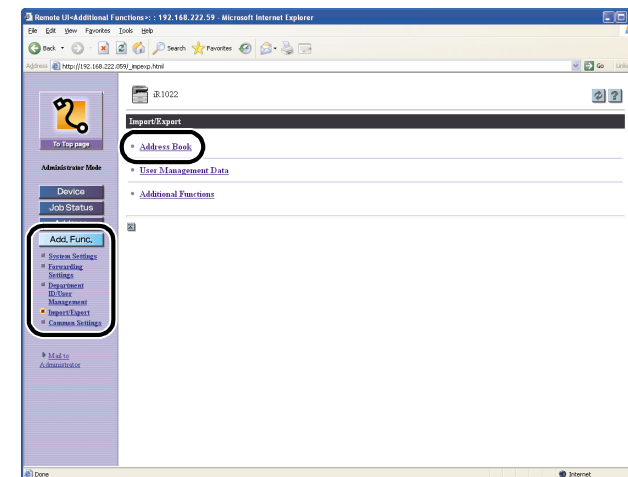 Remote UI<Additional Functions>: : 192.168.222.59 - Microsoft Internet Explorer
File Edit View Favorites Tools Help
Back Search Favorites
Address http://192.168.222.059/_impexp.html Go Links
iR1022
To Top page
Import/Export
Address Book
Administrator Mode
User Management Data
Device
Additional Functions
Job Status
Add. Func.
System Settings
Forwarding
Settings
Department
ID/User
Management
Import/Export
Common Settings
Mail to
Administrator
Done Internet